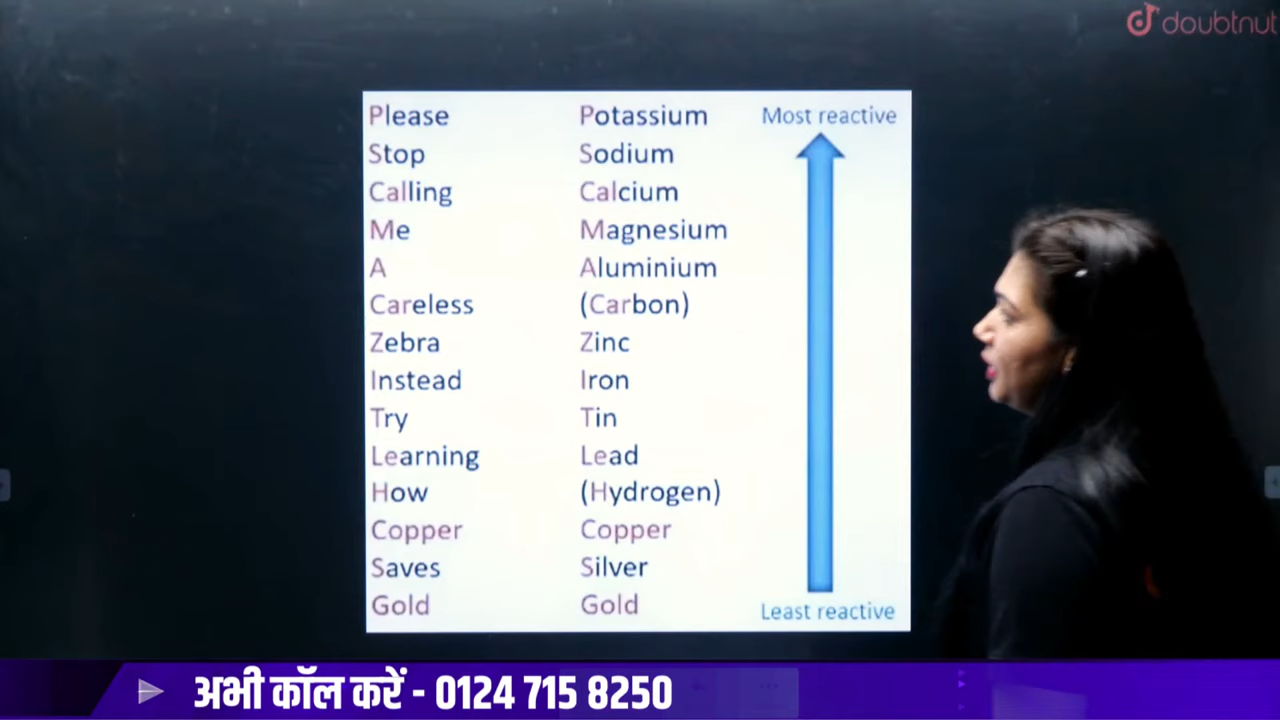 doubtnut
Please Potassium Most reactive
Stop Sodium
Calling Calcium
Me Magnesium
A Aluminium
Careless (Carbon)
Zebra Zinc
Instead Iron
Try Tin
Learning Lead
How (Hydrogen)
Copper Copper
Saves Silver
Gold Gold Least reactive
अभी कॉल करें - 0124 715 8250